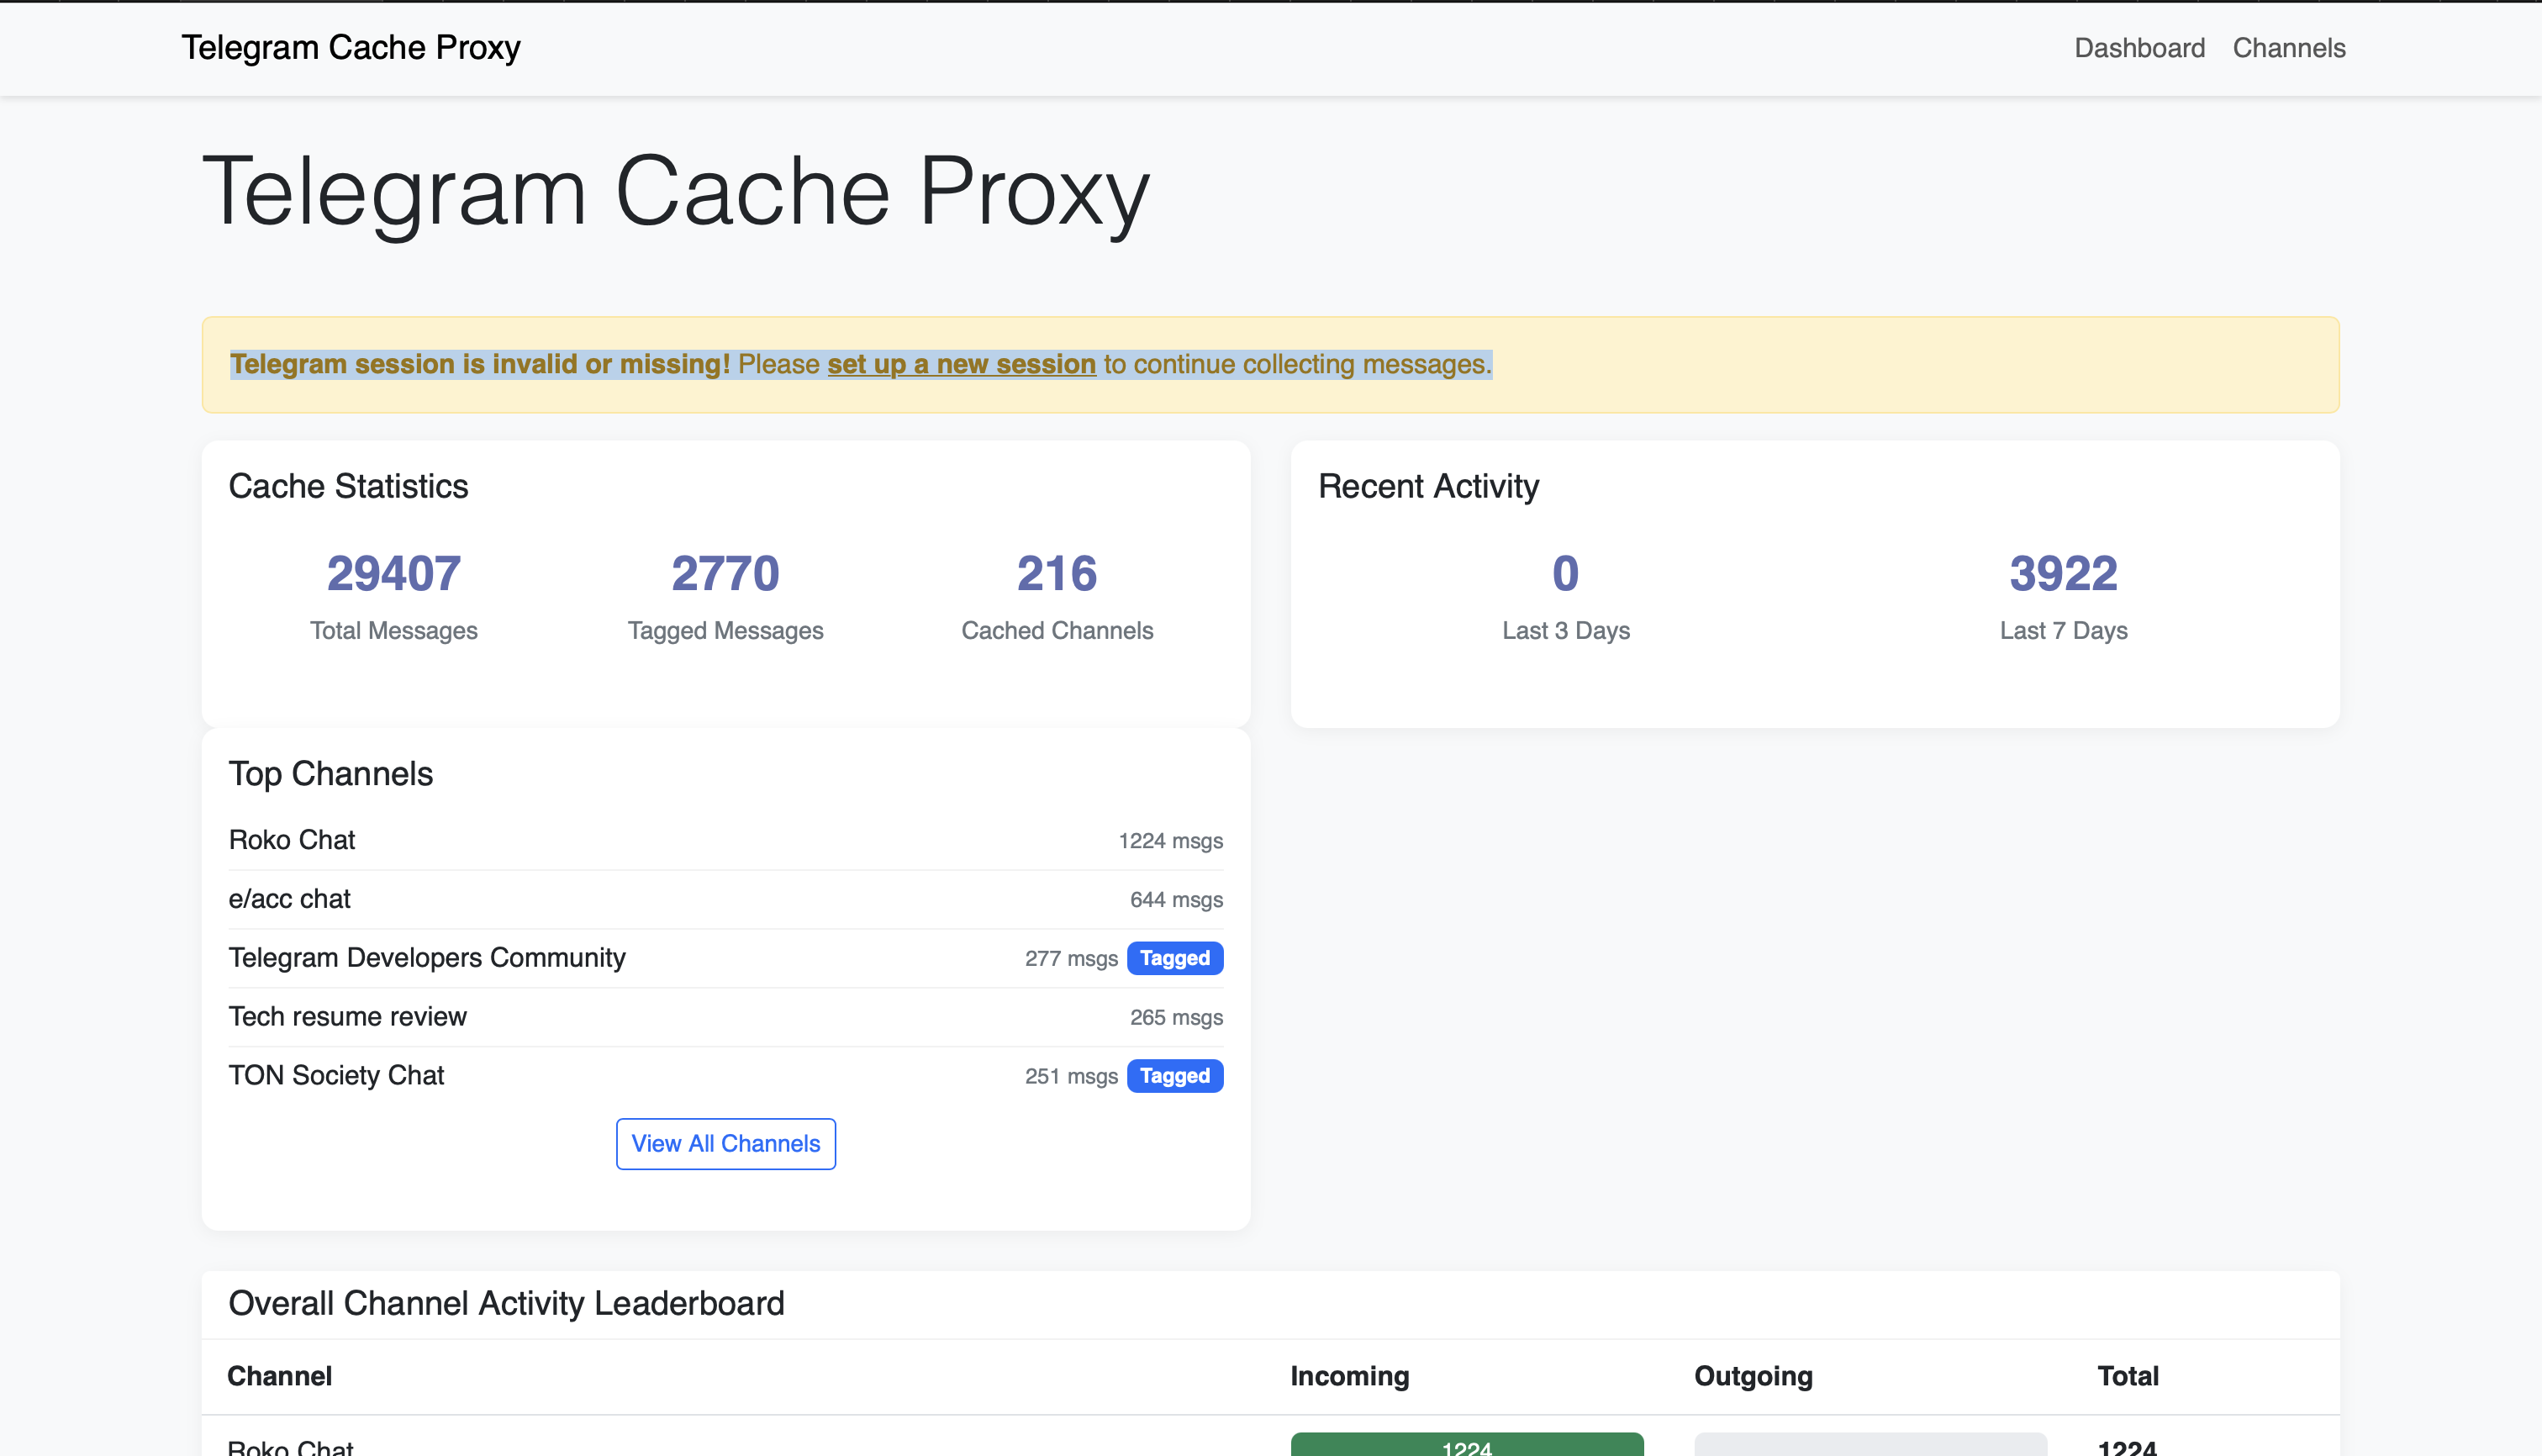 Telegram Cache Proxy
Dashboard Channels
Telegram Cache Proxy
Telegram session is invalid or missing! Please set up a new session to continue collecting messages.
Cache Statistics
29407 2770 216
Total Messages Tagged Messages Cached Channels
Recent Activity
0 3922
Last 3 Days Last 7 Days
Top Channels
Roko Chat 1224 msgs
e/acc chat 644 msgs
Telegram Developers Community 277 msgs Tagged
Tech resume review 265 msgs
TON Society Chat 251 msgs Tagged
View All Channels
Overall Channel Activity Leaderboard
Channel Incoming Outgoing Total
Roko Chat 1224 1224